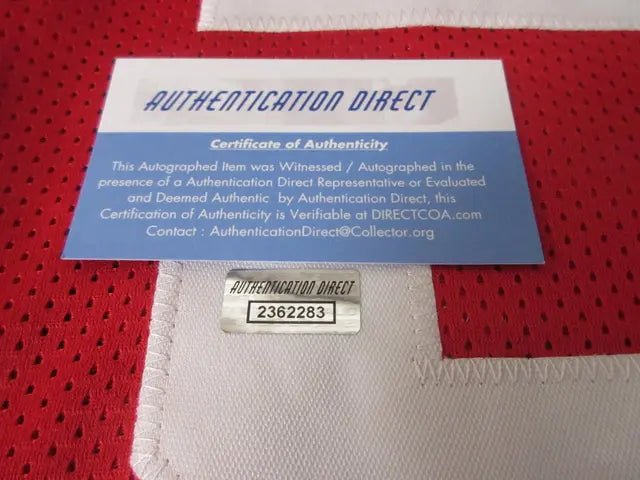 AUTHENTICATION DIRECT
Certificate of Authenticity
This Autographed Item was Witnessed / Autographed in the
presence of a Authentication Direct Representative or Evaluated
and Deemed Authentic by Authentication Direct, this
Certification of Authenticity is Verifiable at DIRECTCOA.com
Contact : AuthenticationDirect@Collector.org
AUTHENTICATION DIRECT
2362283